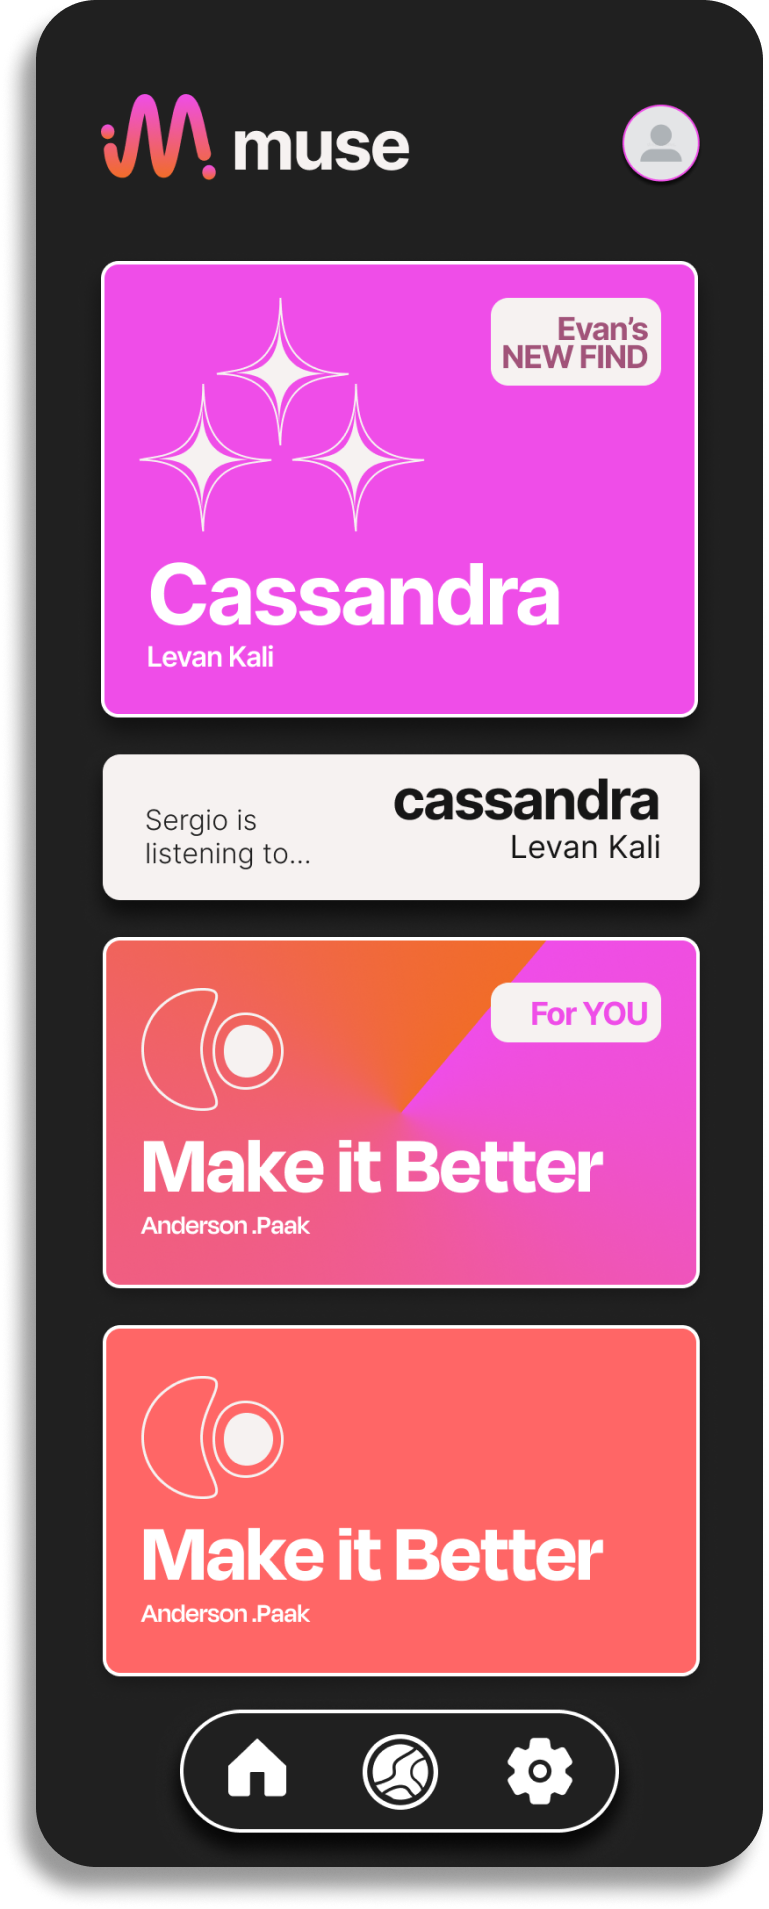 muse
Evan's
NEW FIND
Cassandra
Levan Kali
Sergio is
listening to...
cassandra
Levan Kali
For YOU
Make it Better
Anderson .Paak
Make it Better
Anderson .Paak